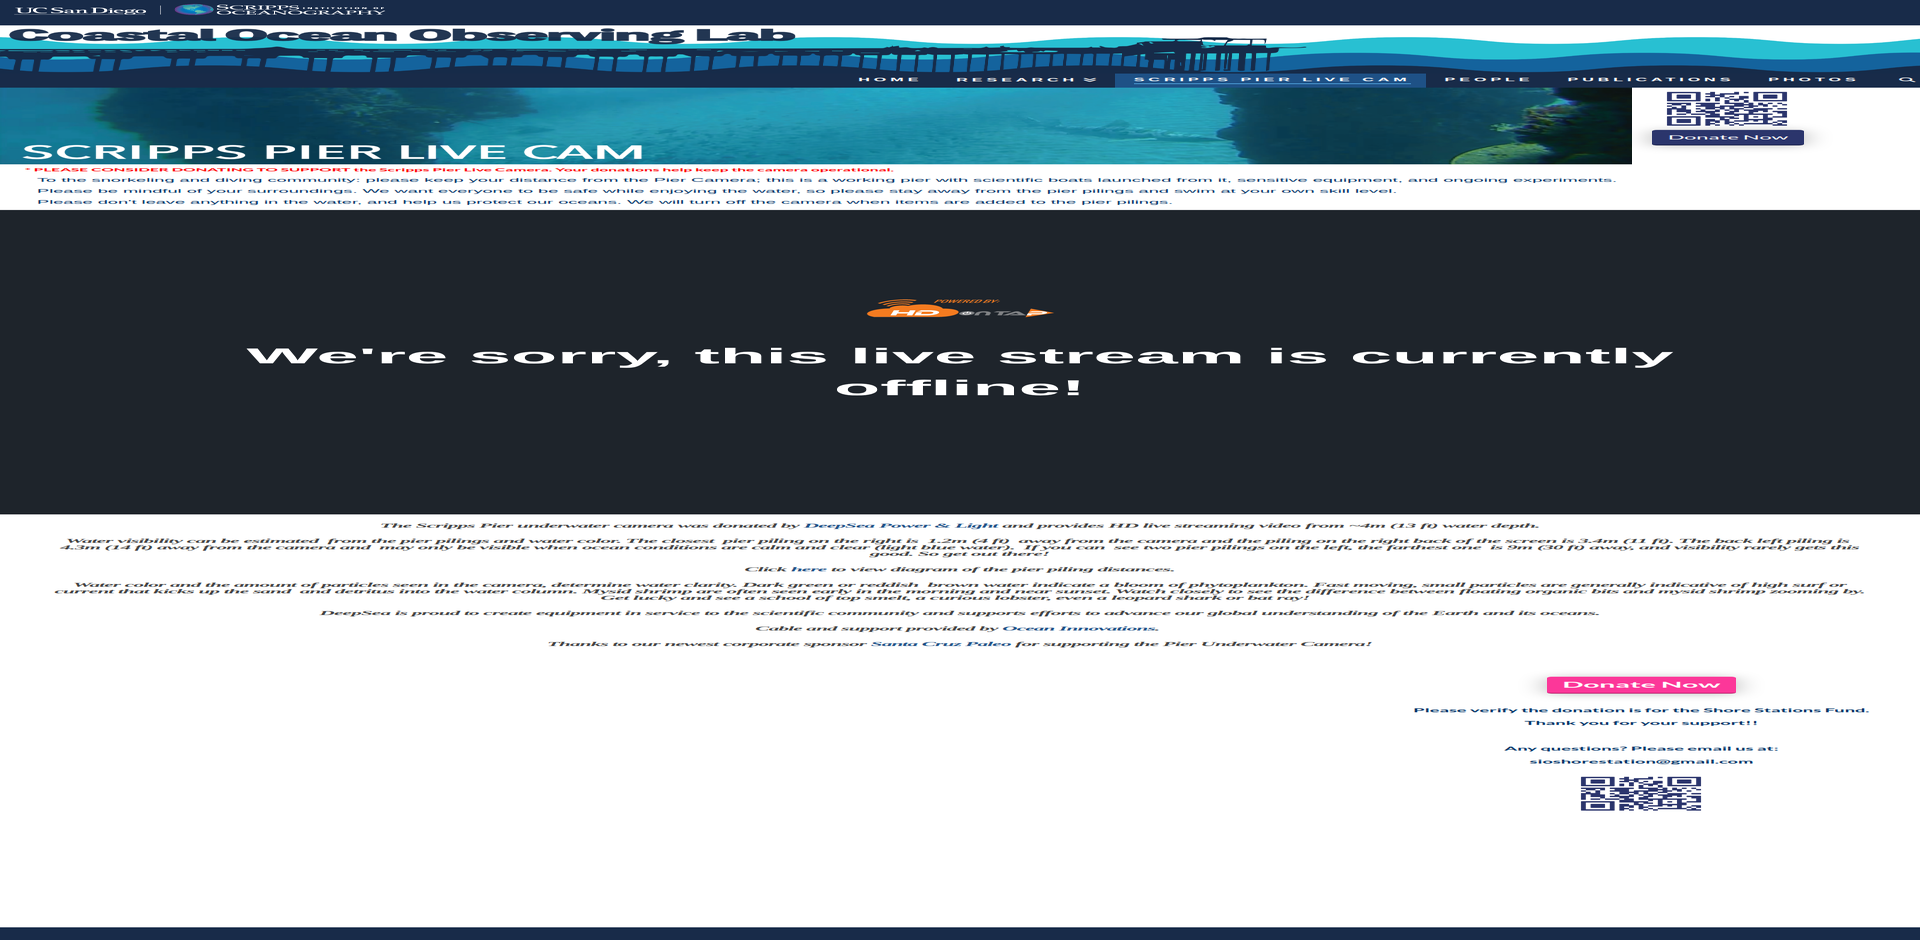 UC San Diego
SCRIPPS INSTITUTION OF
OCEANOGRAPHY
Coastal Ocean Observing Lab
HOME RESEARCH SCRIPPS PIER LIVE CAM PEOPLE PUBLICATIONS PHOTOS
Donate Now
SCRIPPS PIER LIVE CAM
* PLEASE CONSIDER DONATING TO SUPPORT the Scripps Pier Live Camera. Your donations help keep the camera operational.
To the snorkeling and diving community: please keep your distance from the Pier Camera; this is a working pier with scientific boats launched from it, sensitive equipment, and ongoing experiments.
Please be mindful of your surroundings. We want everyone to be safe while enjoying the water, so please stay away from the pier pilings and swim at your own skill level.
Please don't leave anything in the water, and help us protect our oceans. We will turn off the camera when items are added to the pier pilings.
POWERED BY:
HD ON TAP
We're sorry, this live stream is currently
offline!
The Scripps Pier underwater camera was donated by DeepSea Power & Light and provides HD live streaming video from ~4m (13 ft) water depth.
Water visibility can be estimated from the pier pilings and water color. The closest pier piling on the right is 1.2m (4 ft) away from the camera and the piling on the right back of the screen is 3.4m (11 ft). The back left piling is
4.3m (14 ft) away from the camera and may only be visible when ocean conditions are calm and clear (light blue water). If you can see two pier pilings on the left, the farthest one is 9m (30 ft) away, and visibility rarely gets this
good. So get out there!
Click here to view diagram of the pier piling distances.
Water color and the amount of particles seen in the camera, determine water clarity. Dark green or reddish brown water indicate a bloom of phytoplankton. Fast moving, small particles are generally indicative of high surf or
current that kicks up the sand and detritus into the water column. Mysid shrimp are often seen early in the morning and near sunset. Watch closely to see the difference between floating organic bits and mysid shrimp zooming by.
Get lucky and see a school of top smelt, a curious lobster, even a leopard shark or bat ray!
DeepSea is proud to create equipment in service to the scientific community and supports efforts to advance our global understanding of the Earth and its oceans.
Cable and support provided by Ocean Innovations.
Thanks to our newest corporate sponsor Santa Cruz Paleo for supporting the Pier Underwater Camera!
Donate Now
Please verify the donation is for the Shore Stations Fund.
Thank you for your support!!
Any questions? Please email us at:
sioshorestation@gmail.com